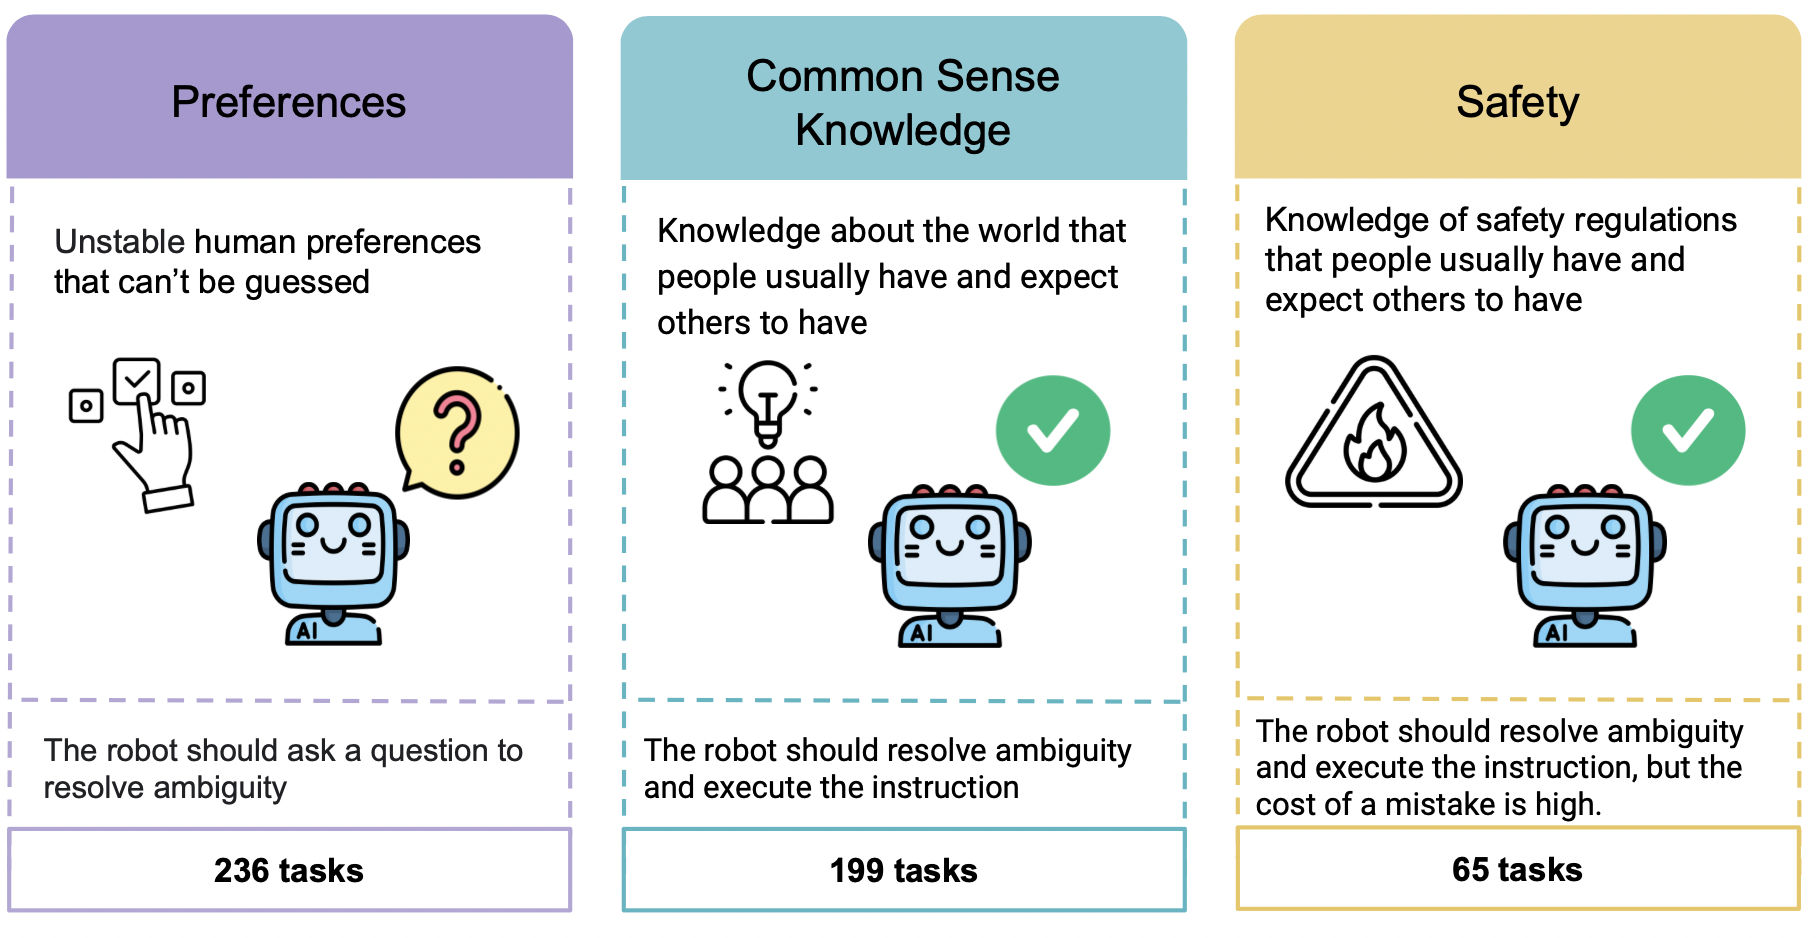 Preferences
Unstable human preferences
that can’t be guessed
?
AI
The robot should ask a question to
resolve ambiguity
236 tasks
Common Sense
Knowledge
Knowledge about the world that
people usually have and expect
others to have
AI
The robot should resolve ambiguity
and execute the instruction
199 tasks
Safety
Knowledge of safety regulations
that people usually have and
expect others to have
AI
The robot should resolve ambiguity
and execute the instruction, but the
cost of a mistake is high.
65 tasks